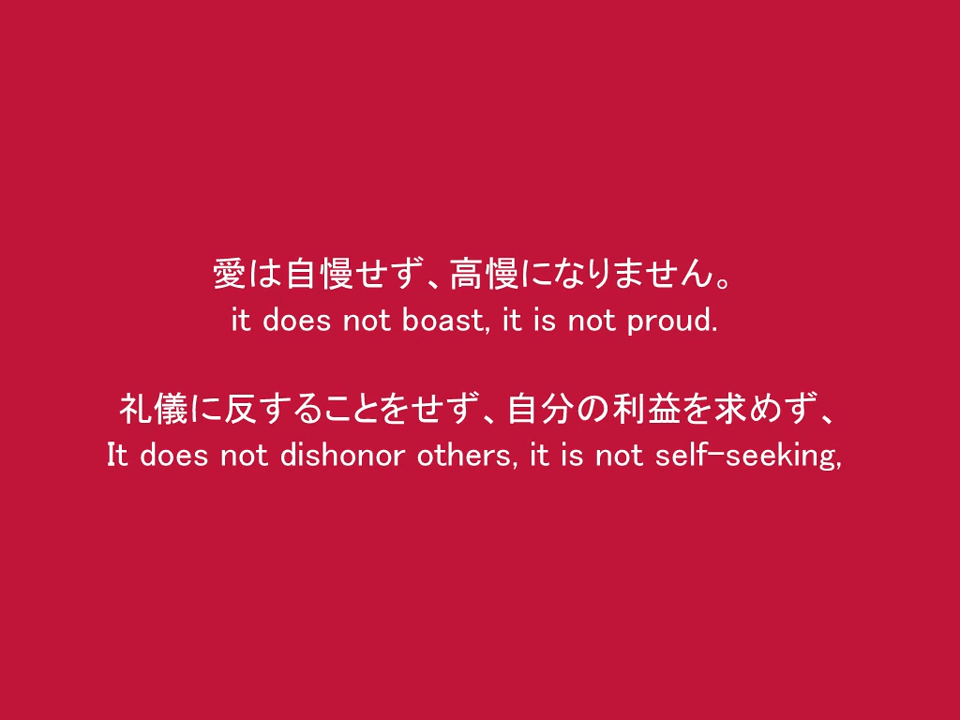 愛は自慢せず、高慢になりません。
it does not boast, it is not proud.
礼儀に反することをせず、自分の利益を求めず、
It does not dishonor others, it is not self-seeking,